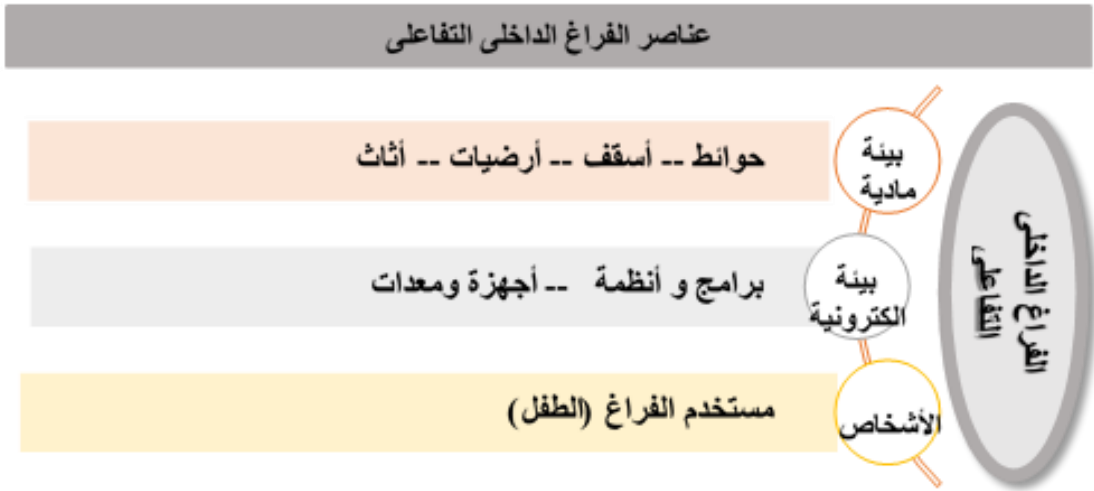 عناصر الفراغ الداخلى التفاعلى
الفراغ الداخلى
التفاعلى
بيئة
مادية
حوائط -- أسقف -- أرضيات -- أثاث
بيئة
الكترونية
برامج و أنظمة -- أجهزة ومعدات
الأشخاص
مستخدم الفراغ (الطفل)